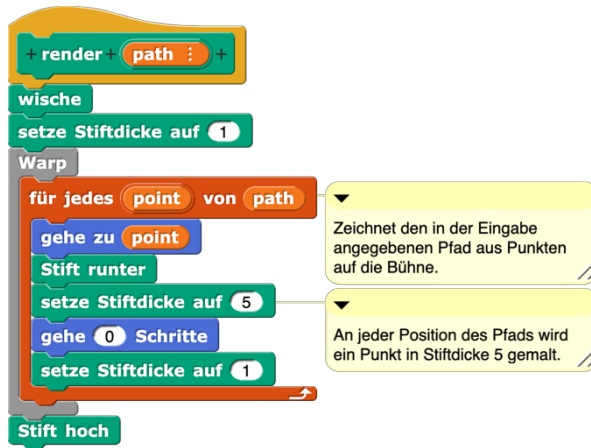 + render + path ⋮ +
wische
setze Stiftdicke auf 1
Warp
für jedes point von path
gehe zu point
Stift runter
setze Stiftdicke auf 5
gehe 0 Schritte
setze Stiftdicke auf 1
Stift hoch
Zeichnet den in der Eingabe
angegebenen Pfad aus Punkten
auf die Bühne.
An jeder Position des Pfads wird
ein Punkt in Stiftdicke 5 gemalt.